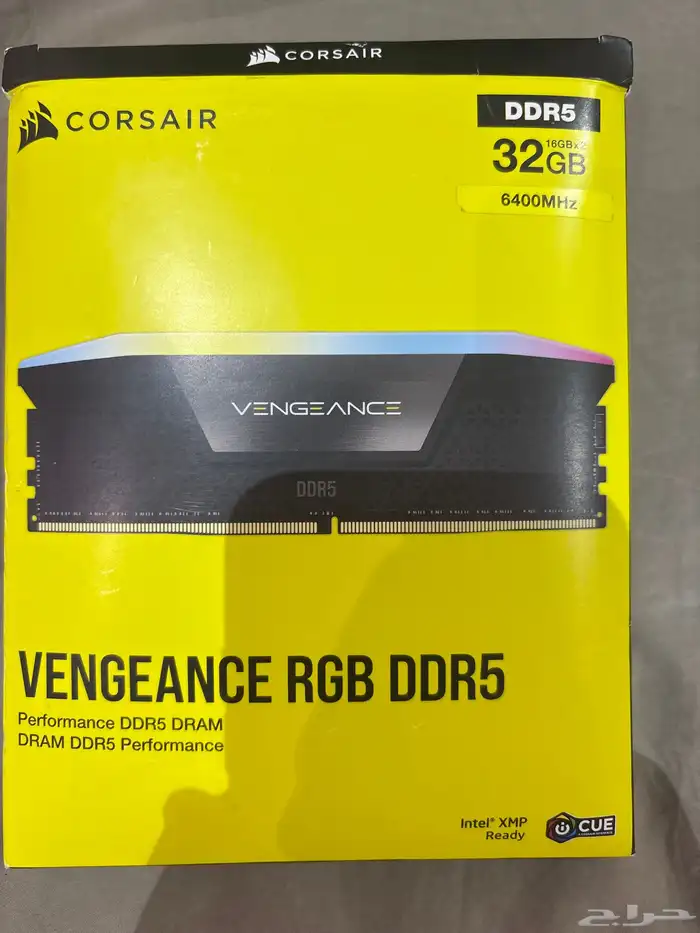 CORSAIR
CORSAIR
DDR5
16GBx2
32GB
6400MHz
VENGEANCE
DDR5
VENGEANCE RGB DDR5
Performance DDR5 DRAM
DRAM DDR5 Performance
Intel® XMP
Ready
iCUE
حراج